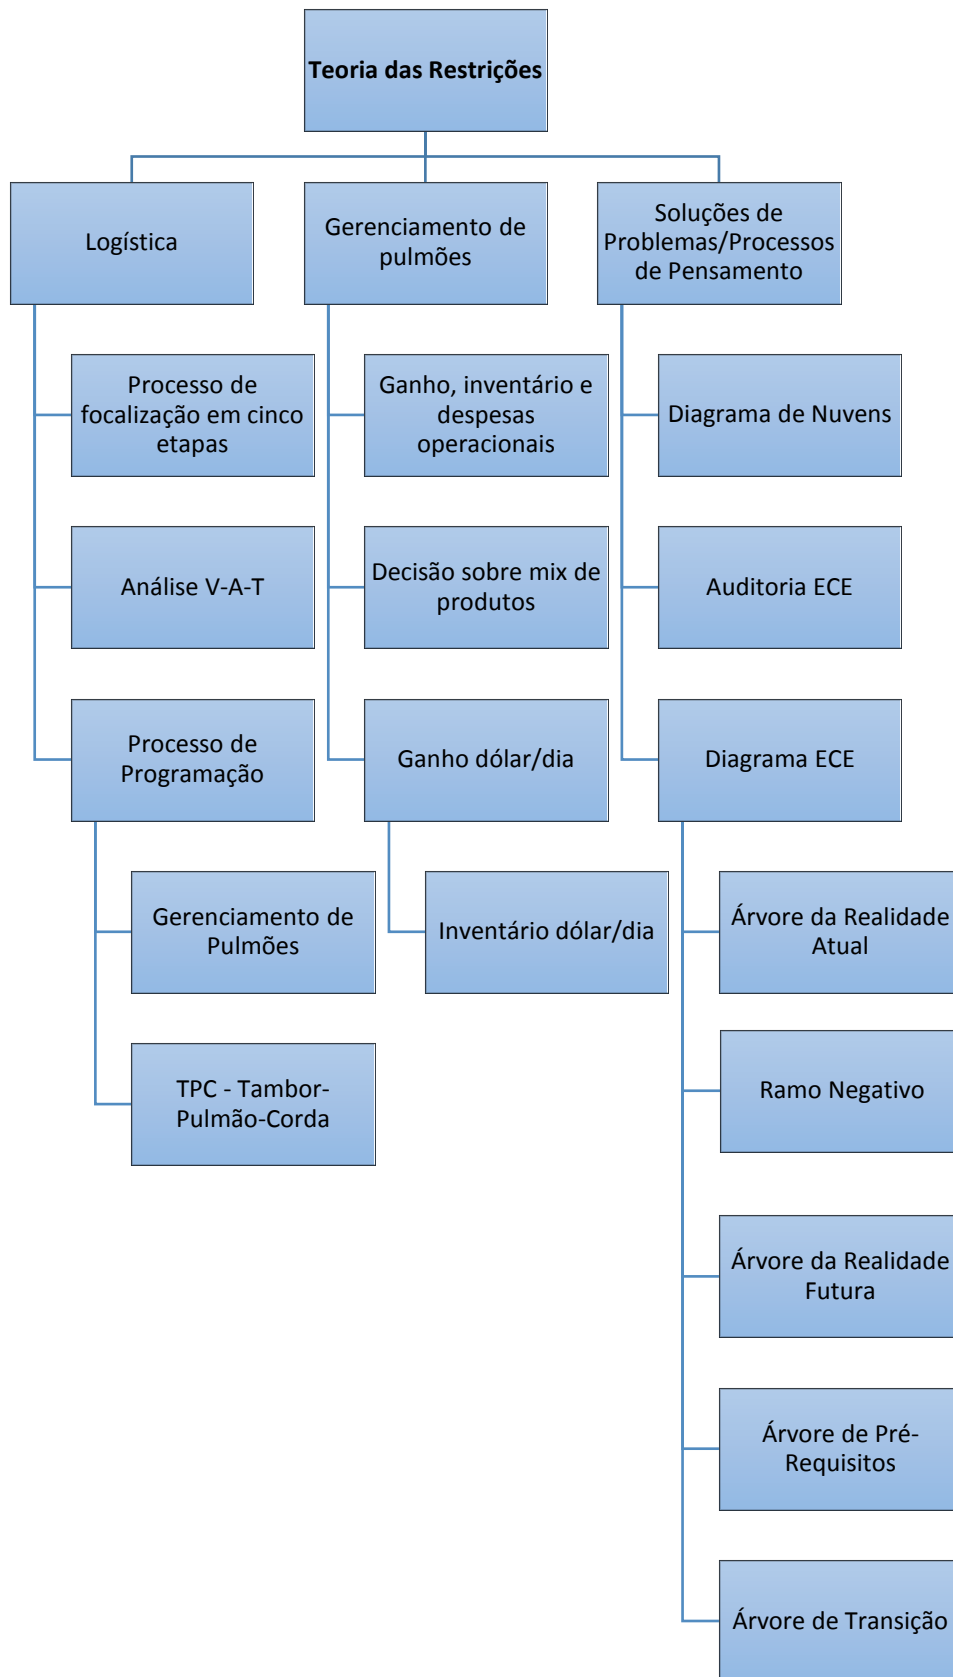 Teoria das Restrições
Logística
Gerenciamento de
pulmões
Soluções de
Problemas/Processos
de Pensamento
Processo de
focalização em cinco
etapas
Ganho, inventário e
despesas
operacionais
Diagrama de Nuvens
Análise V-A-T
Decisão sobre mix de
produtos
Auditoria ECE
Processo de
Programação
Ganho dólar/dia
Diagrama ECE
Gerenciamento de
Pulmões
Inventário dólar/dia
Árvore da Realidade
Atual
TPC - Tambor-
Pulmão-Corda
Ramo Negativo
Árvore da Realidade
Futura
Árvore de Pré-
Requisitos
Árvore de Transição